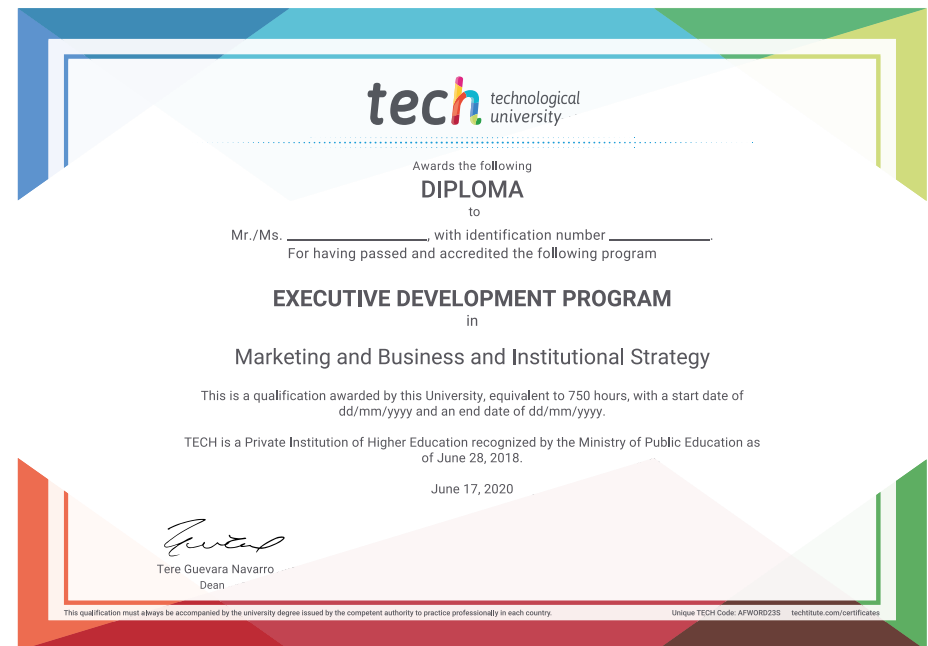 tech technological
university
Awards the following
DIPLOMA
to
Mr./Ms. ____________, with identification number ____________.
For having passed and accredited the following program
EXECUTIVE DEVELOPMENT PROGRAM
in
Marketing and Business and Institutional Strategy
This is a qualification awarded by this University, equivalent to 750 hours, with a start date of
dd/mm/yyyy and an end date of dd/mm/yyyy.
TECH is a Private Institution of Higher Education recognized by the Ministry of Public Education as
of June 28, 2018.
June 17, 2020
Tere Guevara Navarro
Dean
This qualification must always be accompanied by the university degree issued by the competent authority to practice professionally in each country.
Unique TECH Code: AFWORD23S techtitute.com/certificates